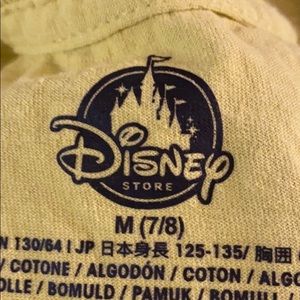 Disney
STORE
M (7/8)
N 130/64 | JP 日本身長 125-135/ 胸囲
/ COTONE / ALGODÓN / COTON / ALGO
OLLE / BOMULD / PAMUK / BOMULL